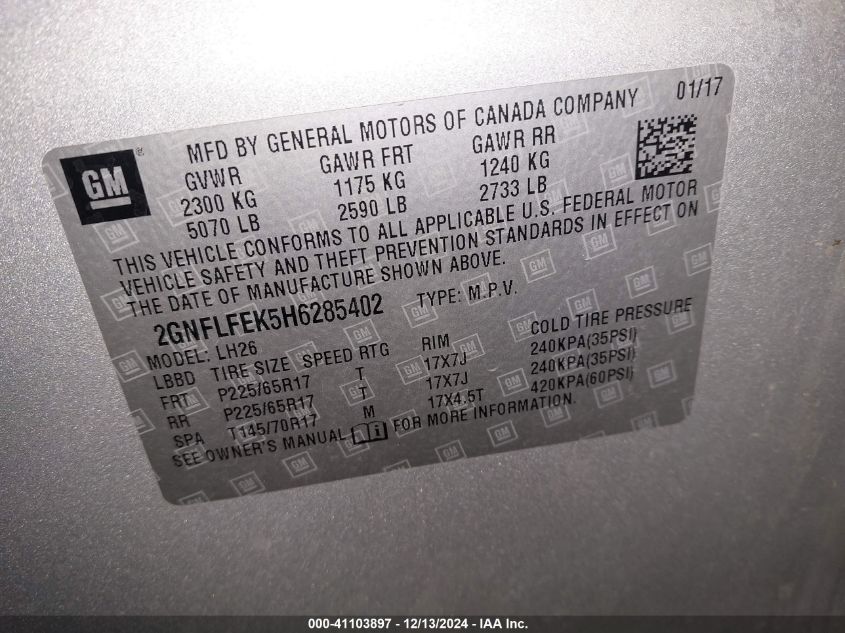 GM ® MFD BY GENERAL MOTORS OF CANADA COMPANY 01/17
GVWR GAWR FRT GAWR RR
2300 KG 1175 KG 1240 KG
5070 LB 2590 LB 2733 LB
THIS VEHICLE CONFORMS TO ALL APPLICABLE U.S. FEDERAL MOTOR
VEHICLE SAFETY AND THEFT PREVENTION STANDARDS IN EFFECT ON
THE DATE OF MANUFACTURE SHOWN ABOVE.
2GNFLFEK5H6285402 TYPE: M.P.V.
MODEL: LH26
LBBD TIRE SIZE SPEED RTG RIM COLD TIRE PRESSURE
FRT P225/65R17 T 17X7J 240KPA(35PSI)
RR P225/65R17 T 17X7J 240KPA(35PSI)
SPA T145/70R17 M 17X4.5T 420KPA(60PSI)
SEE OWNER'S MANUAL i FOR MORE INFORMATION.
000-41103897 - 12/13/2024 - IAA Inc.